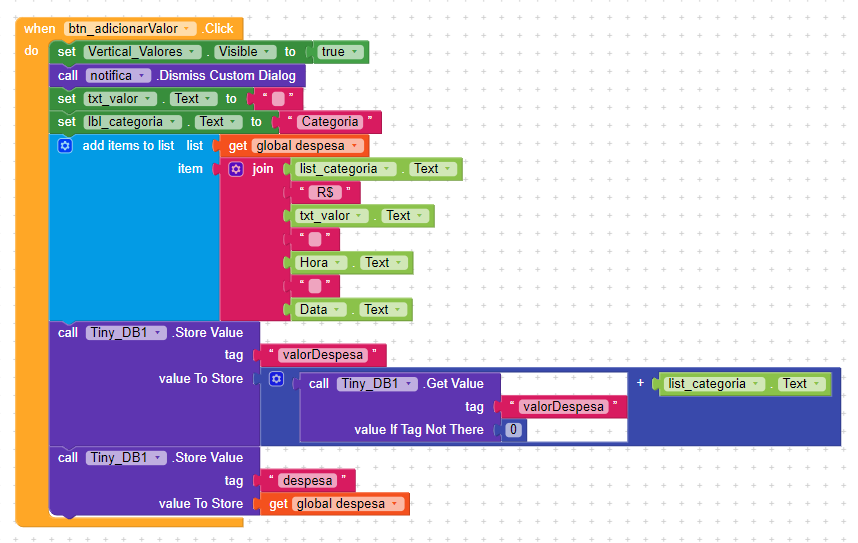 when btn_adicionarValor .Click
do set Vertical_Valores . Visible to true
call notifica .Dismiss Custom Dialog
set txt_valor . Text to “ ”
set lbl_categoria . Text to “ Categoria ”
add items to list list get global despesa
item join list_categoria . Text
“ R$ ”
txt_valor . Text
“ ”
Hora . Text
“ ”
Data . Text
call Tiny_DB1 .Store Value
tag “ valorDespesa ”
value To Store call Tiny_DB1 .Get Value + list_categoria . Text
tag “ valorDespesa ”
value If Tag Not There 0
call Tiny_DB1 .Store Value
tag “ despesa ”
value To Store get global despesa